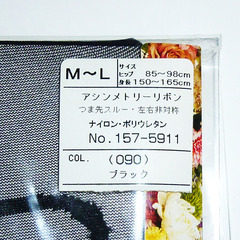 M～L
サイズ
ヒップ 85～98cm
身長 150～165cm
アシンメトリーリボン
つま先スルー・左右非対称
ナイロン・ポリウレタン
No.157-5911
COL. (090)
ブラック